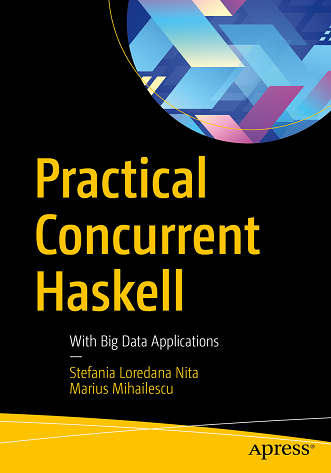 Practical
Concurrent
Haskell
With Big Data Applications
Stefania Loredana Nita
Marius Mihailescu
Apress®